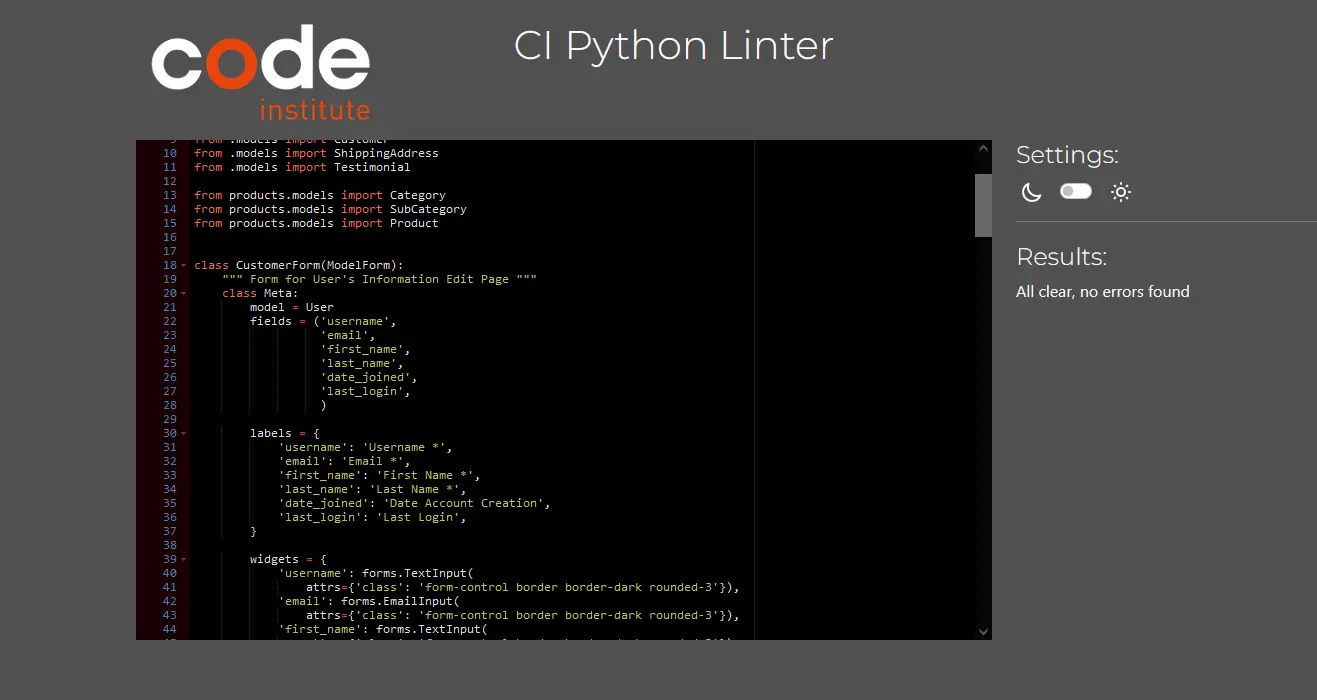 code
institute
CI Python Linter
9 from .models import Customer
10 from .models import ShippingAddress
11 from .models import Testimonial
12
13 from products.models import Category
14 from products.models import SubCategory
15 from products.models import Product
16
17
18 class CustomerForm(ModelForm):
19     """ Form for User's Information Edit Page """
20     class Meta:
21         model = User
22         fields = ('username',
23                   'email',
24                   'first_name',
25                   'last_name',
26                   'date_joined',
27                   'last_login',
28                   )
29
30         labels = {
31             'username': 'Username *',
32             'email': 'Email *',
33             'first_name': 'First Name *',
34             'last_name': 'Last Name *',
35             'date_joined': 'Date Account Creation',
36             'last_login': 'Last Login',
37         }
38
39         widgets = {
40             'username': forms.TextInput(
41                 attrs={'class': 'form-control border border-dark rounded-3'}),
42             'email': forms.EmailInput(
43                 attrs={'class': 'form-control border border-dark rounded-3'}),
44             'first_name': forms.TextInput(
Settings:
Results:
All clear, no errors found